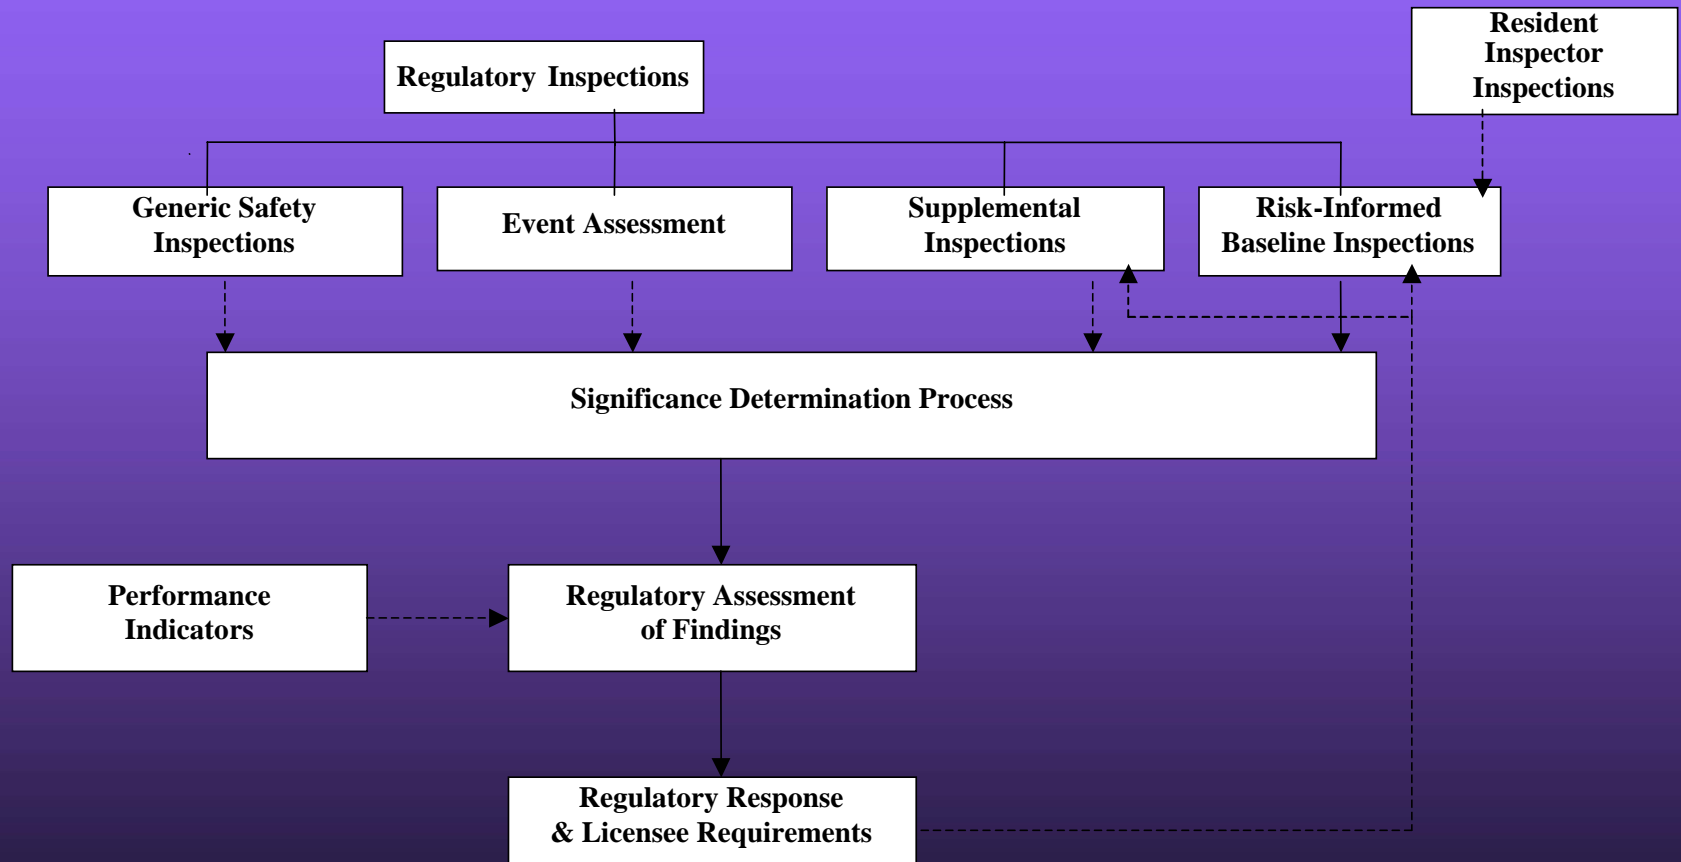 Resident
Inspector
Inspections
Regulatory Inspections
Generic Safety
Inspections
Event Assessment
Supplemental
Inspections
Risk-Informed
Baseline Inspections
Significance Determination Process
Performance
Indicators
Regulatory Assessment
of Findings
Regulatory Response
& Licensee Requirements